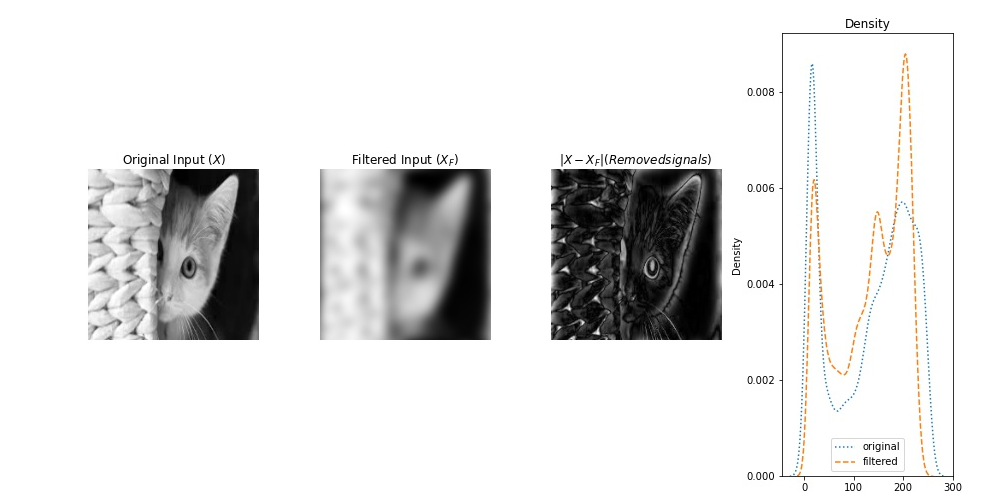 Original Input (X)
Filtered Input (X_F)
|X − X_F|(Removedsignals)
Density
Density
0.008
0.006
0.004
0.002
0.000
0 100 200 300
original
filtered